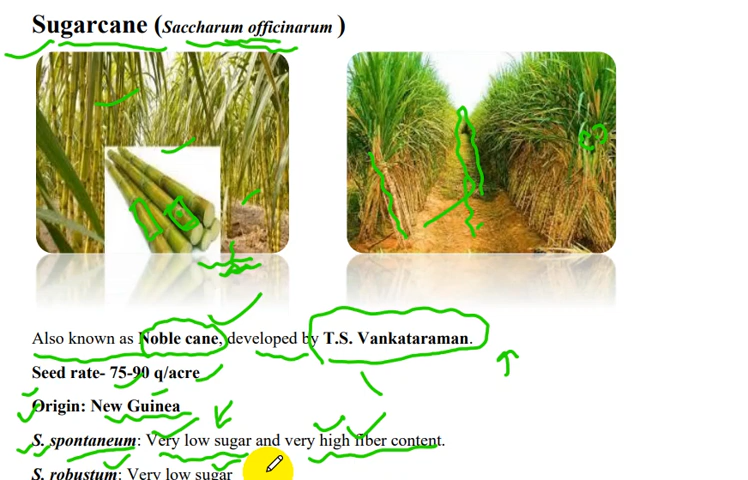 Sugarcane (Saccharum officinarum )
Also known as Noble cane, developed by T.S. Vankataraman.
Seed rate- 75-90 q/acre
Origin: New Guinea
S. spontaneum: Very low sugar and very high fiber content.
S. robustum: Very low sugar